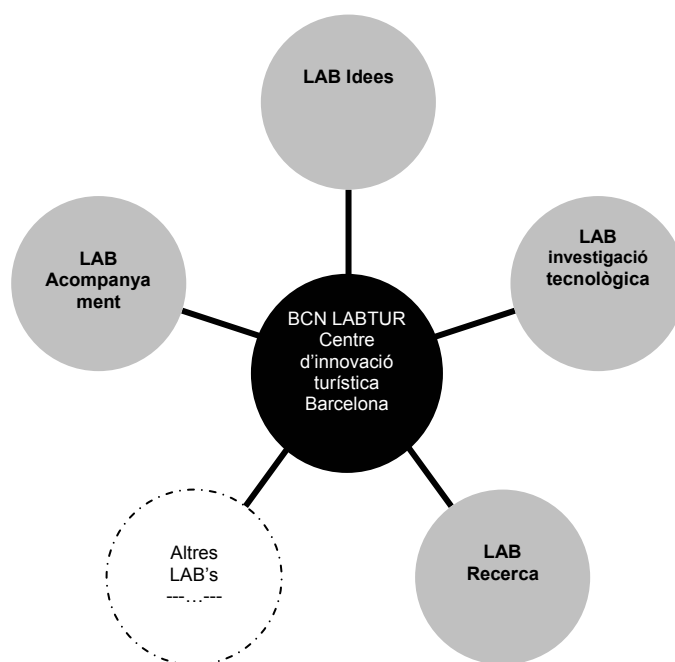 LAB Idees
LAB
Acompanya
ment
LAB
investigació
tecnològica
BCN LABTUR
Centre
d’innovació
turística
Barcelona
Altres
LAB’s
---...---
LAB
Recerca